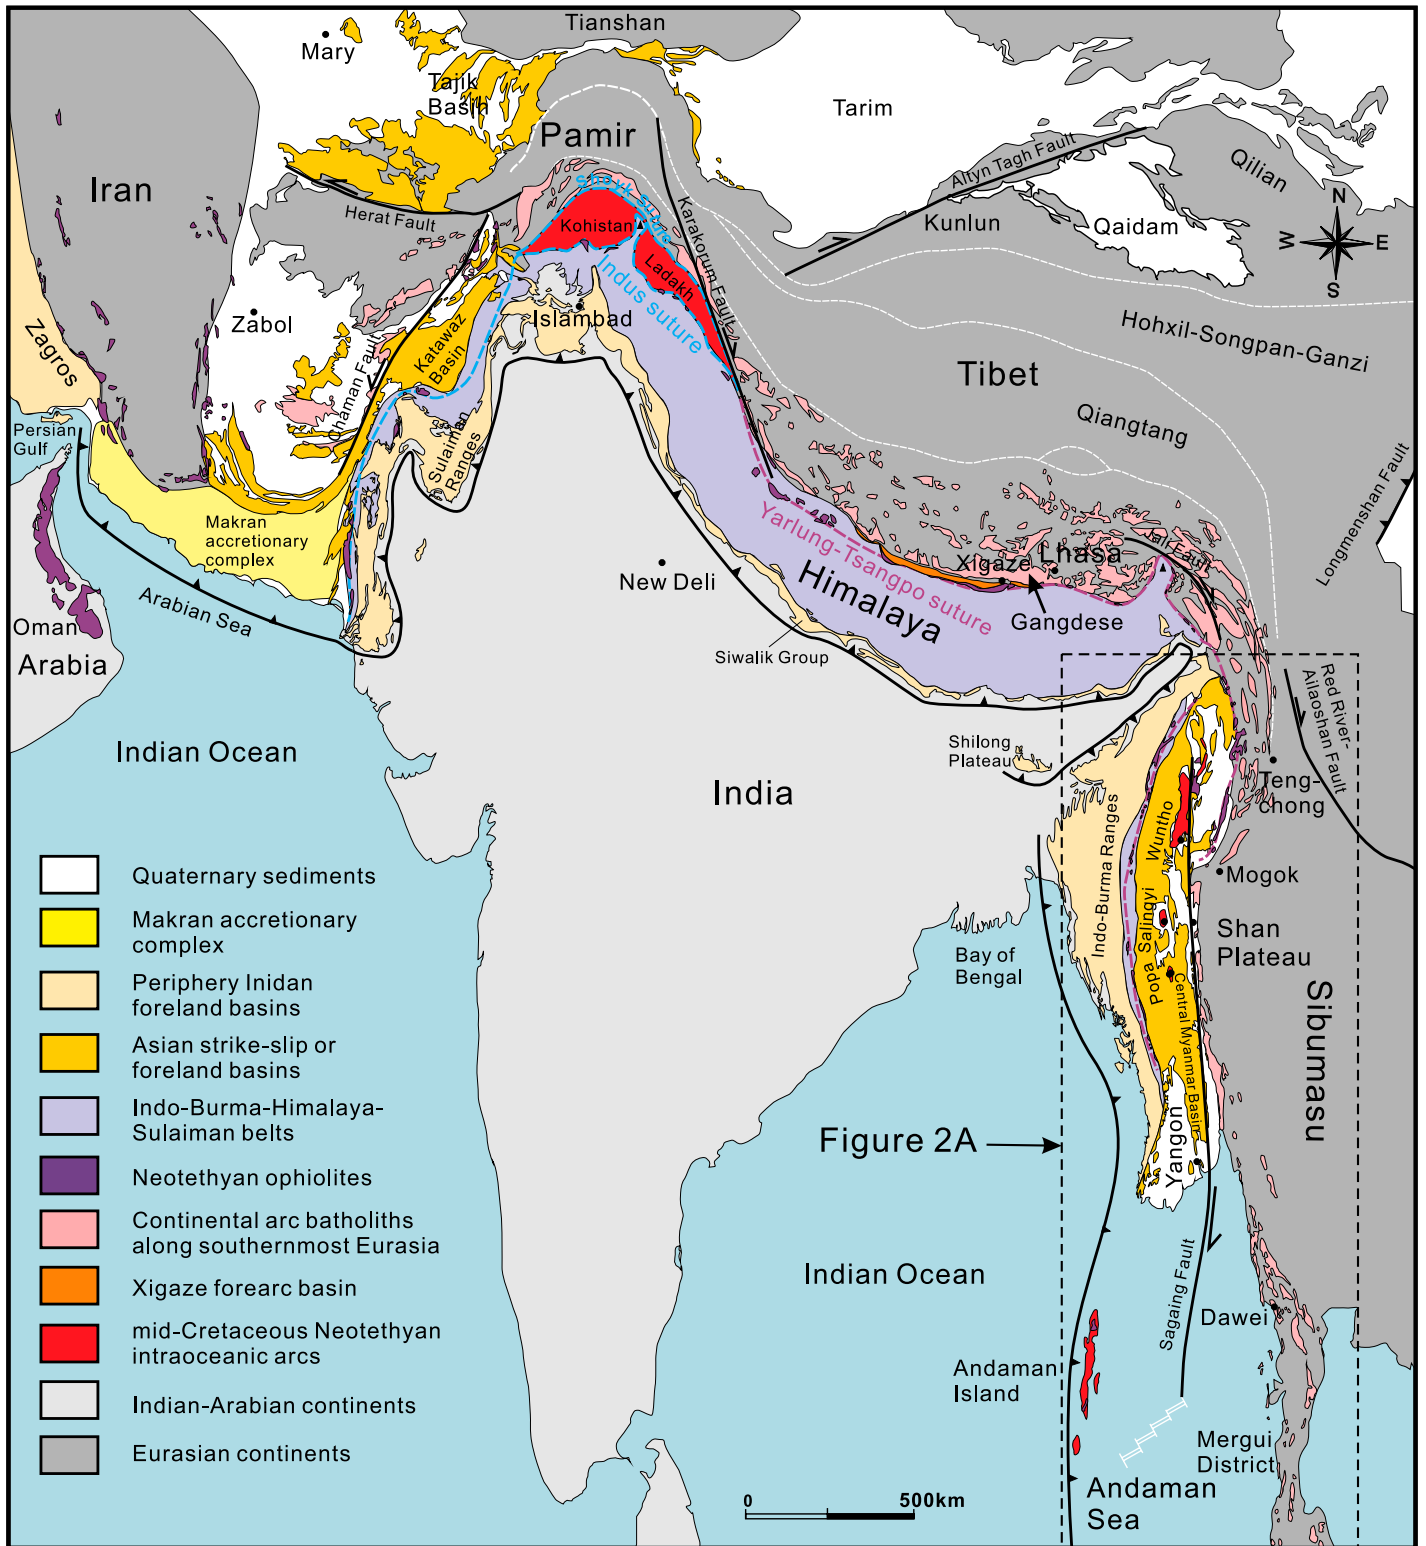 Tianshan
Mary
Tajik
Basin
Tarim
Pamir
Altyn Tagh Fault
Qilian
Iran
Herat Fault
Shoyk suture
Kohistan
Karakorum Fault
Kunlun
Qaidam
N
W
E
S
Ladakh
Indus suture
Islambad
Zabol
Zagros
Katawaz
Basin
Chaman Fault
Hohxil-Songpan-Ganzi
Tibet
Qiangtang
Persian
Gulf
Sulaiman
Ranges
Longmenshan Fault
Makran
accretionary
complex
Arabian Sea
Yarlung-Tsangpo suture
Xigaze
Lhasa
Jali Fault
New Deli
Himalaya
Gangdese
Oman
Arabia
Siwalik Group
Red River-
Ailaoshan Fault
Indian Ocean
Shilong
Plateau
India
Teng-
chong
Indo-Burma Ranges
Wuntho
Mogok
Salingyi
Popa
Central Myanmar Basin
Shan
Plateau
Bay of
Bengal
Sibumasu
Figure 2A
Yangon
Indian Ocean
Sagaing Fault
Dawei
Andaman
Island
Mergui
District
Andaman
Sea
0
500km
Quaternary sediments
Makran accretionary
complex
Periphery Inidan
foreland basins
Asian strike-slip or
foreland basins
Indo-Burma-Himalaya-
Sulaiman belts
Neotethyan ophiolites
Continental arc batholiths
along southernmost Eurasia
Xigaze forearc basin
mid-Cretaceous Neotethyan
intraoceanic arcs
Indian-Arabian continents
Eurasian continents